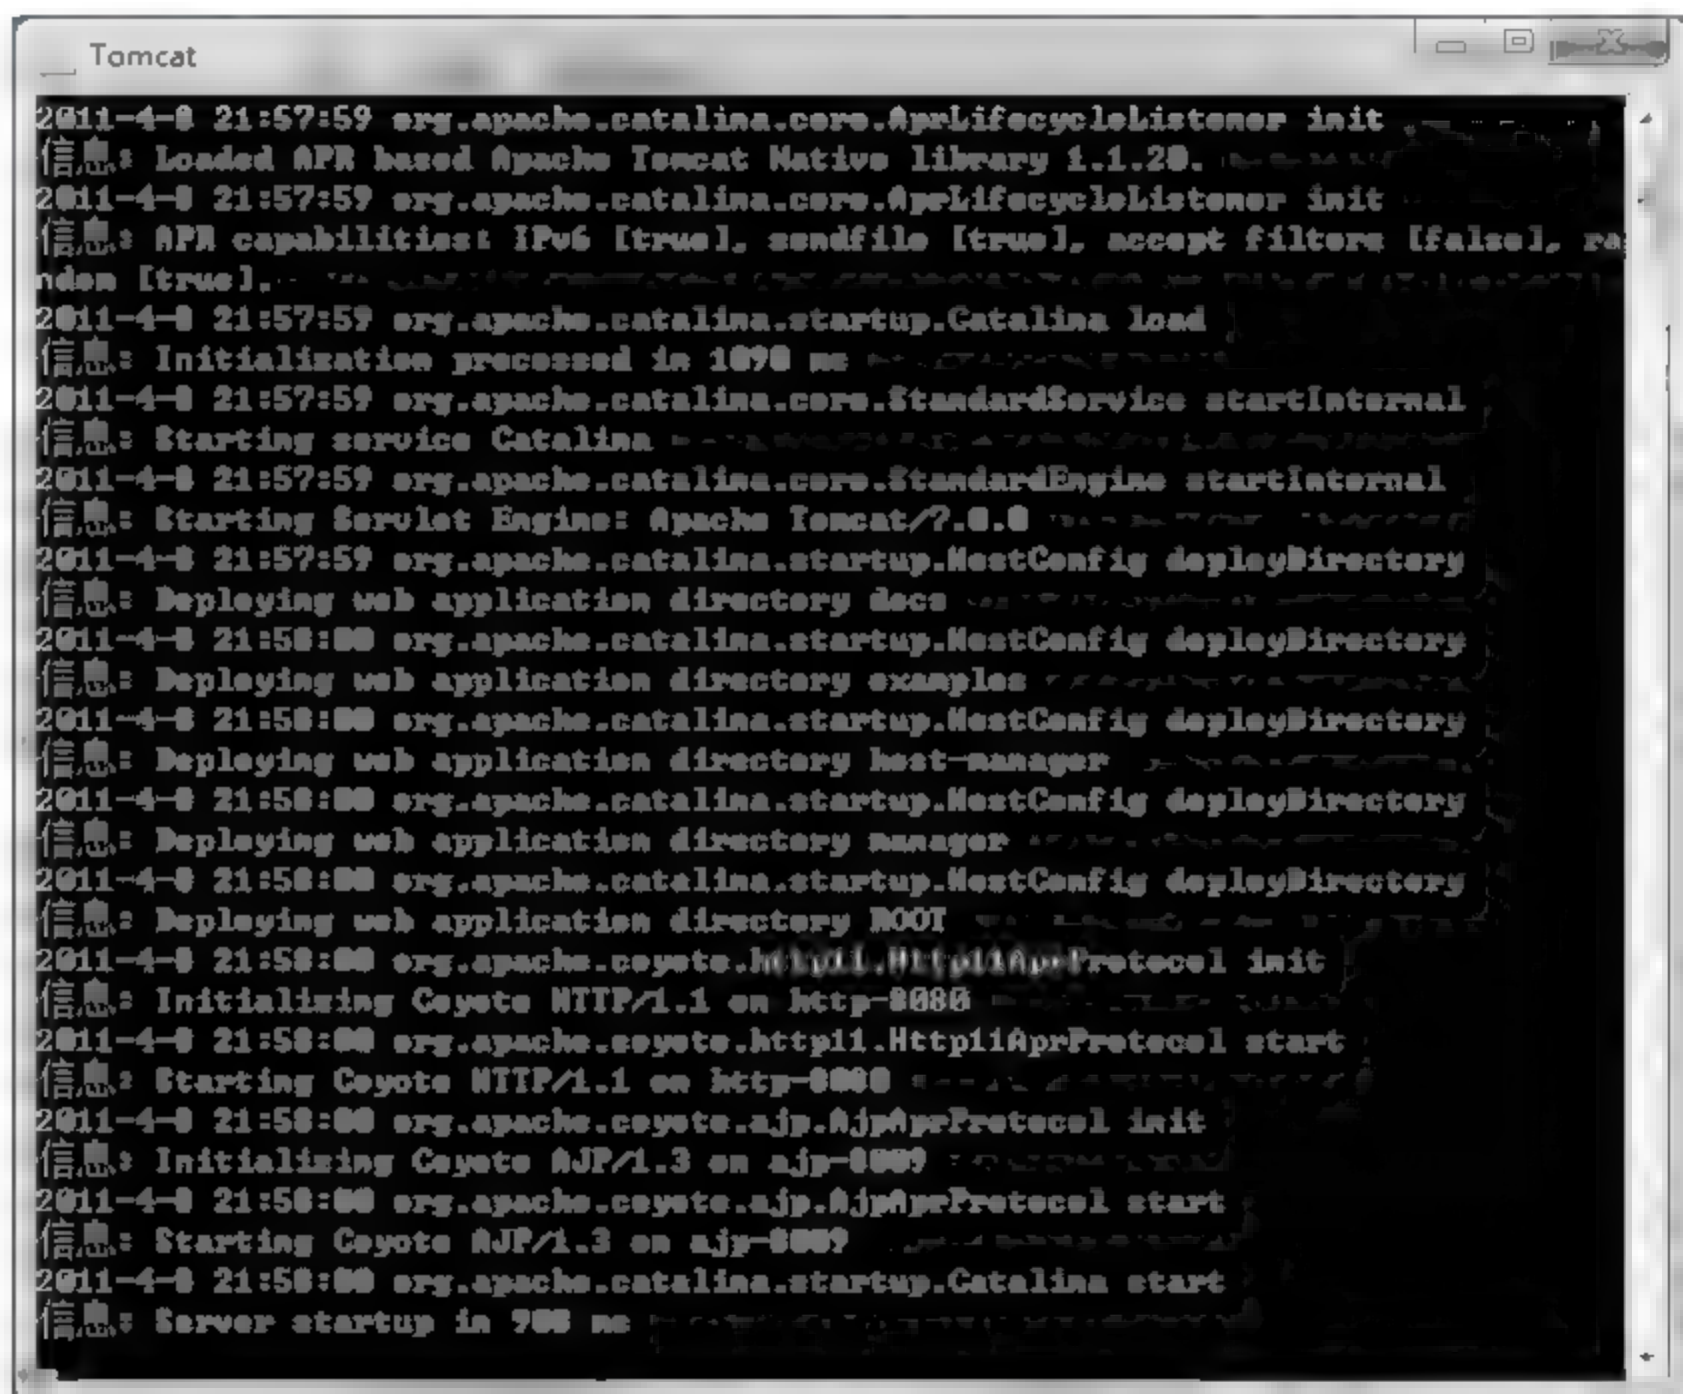 Tomcat
2011-4-8 21:57:59 org.apache.catalina.core.AprLifecycleListener init
信息: Loaded APR based Apache Tomcat Native library 1.1.20.
2011-4-8 21:57:59 org.apache.catalina.core.AprLifecycleListener init
信息: APR capabilities: IPv6 [true], sendfile [true], accept filters [false], ra
ndom [true].
2011-4-8 21:57:59 org.apache.catalina.startup.Catalina load
信息: Initialization processed in ms
2011-4-8 21:57:59 org.apache.catalina.core.StandardService startInternal
信息: Starting service Catalina
2011-4-8 21:57:59 org.apache.catalina.core.StandardEngine startInternal
信息: Starting Servlet Engine: Apache Tomcat/7.0.0
2011-4-8 21:57:59 org.apache.catalina.startup.HostConfig deployDirectory
信息: Deploying web application directory docs
2011-4-8 21:58:00 org.apache.catalina.startup.HostConfig deployDirectory
信息: Deploying web application directory examples
2011-4-8 21:58:00 org.apache.catalina.startup.HostConfig deployDirectory
信息: Deploying web application directory host-manager
2011-4-8 21:58:00 org.apache.catalina.startup.HostConfig deployDirectory
信息: Deploying web application directory manager
2011-4-8 21:58:00 org.apache.catalina.startup.HostConfig deployDirectory
信息: Deploying web application directory ROOT
2011-4-8 21:58:00 org.apache.coyote.http11.Http11AprProtocol init
信息: Initializing Coyote HTTP/1.1 on http-8080
2011-4-8 21:58:00 org.apache.coyote.http11.Http11AprProtocol start
信息: Starting Coyote HTTP/1.1 on http-8080
2011-4-8 21:58:00 org.apache.coyote.ajp.AjpAprProtocol init
信息: Initializing Coyote AJP/1.3 on ajp-8009
2011-4-8 21:58:00 org.apache.coyote.ajp.AjpAprProtocol start
信息: Starting Coyote AJP/1.3 on ajp-8009
2011-4-8 21:58:00 org.apache.catalina.startup.Catalina start
信息: Server startup in ms